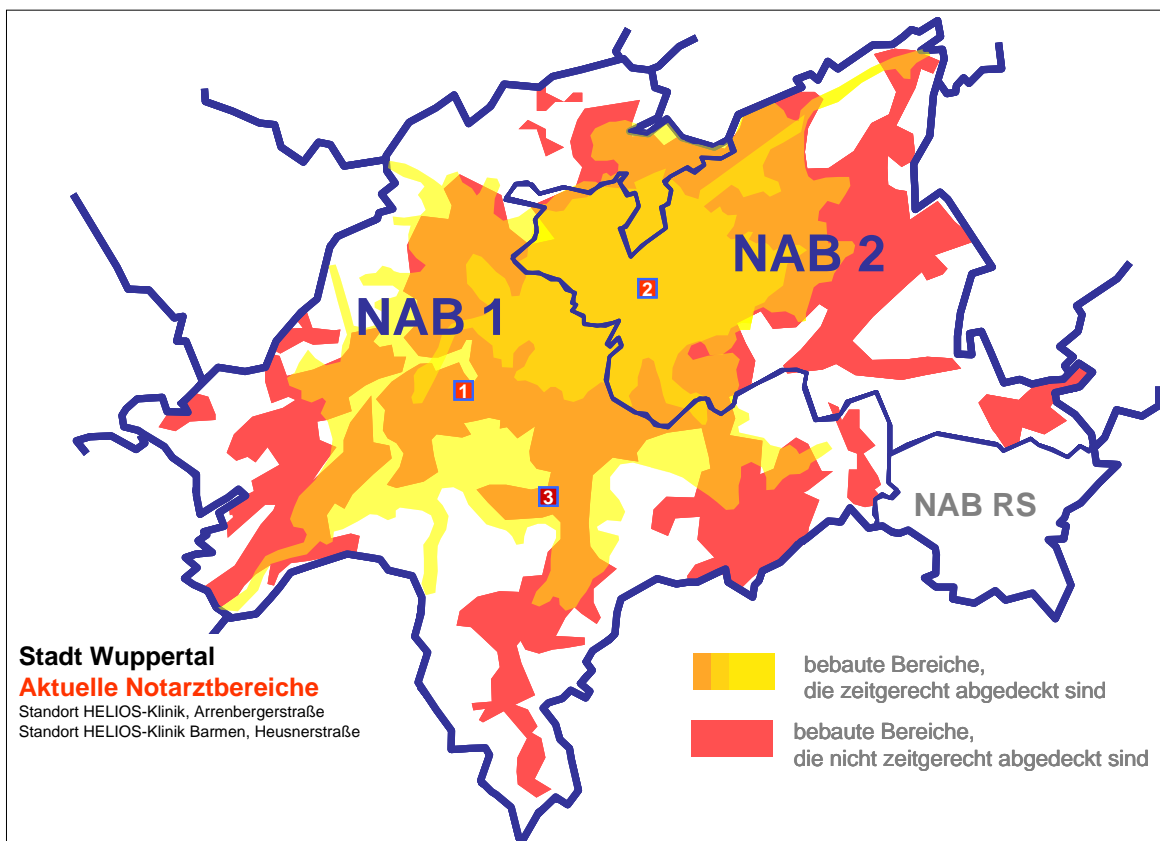 NAB 2
2
NAB 1
1
3
NAB RS
Stadt Wuppertal
Aktuelle Notarztbereiche
Standort HELIOS-Klinik, Arrenbergerstraße
Standort HELIOS-Klinik Barmen, Heusnerstraße
bebaute Bereiche,
die zeitgerecht abgedeckt sind
bebaute Bereiche,
die nicht zeitgerecht abgedeckt sind